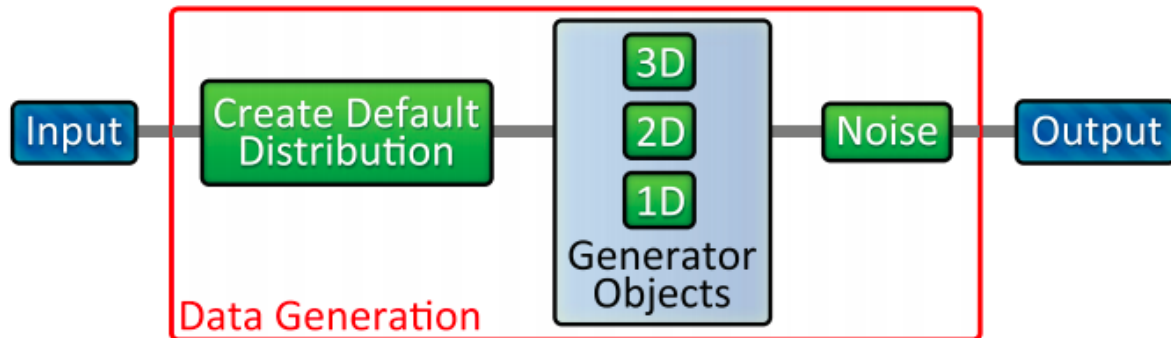 Input
Create Default
Distribution
3D
2D
1D
Generator
Objects
Noise
Output
Data Generation